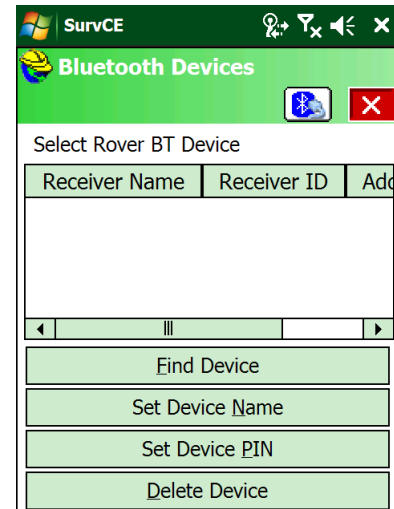 SurvCE
Bluetooth Devices
Select Rover BT Device
Receiver Name Receiver ID Add
Find Device
Set Device Name
Set Device PIN
Delete Device